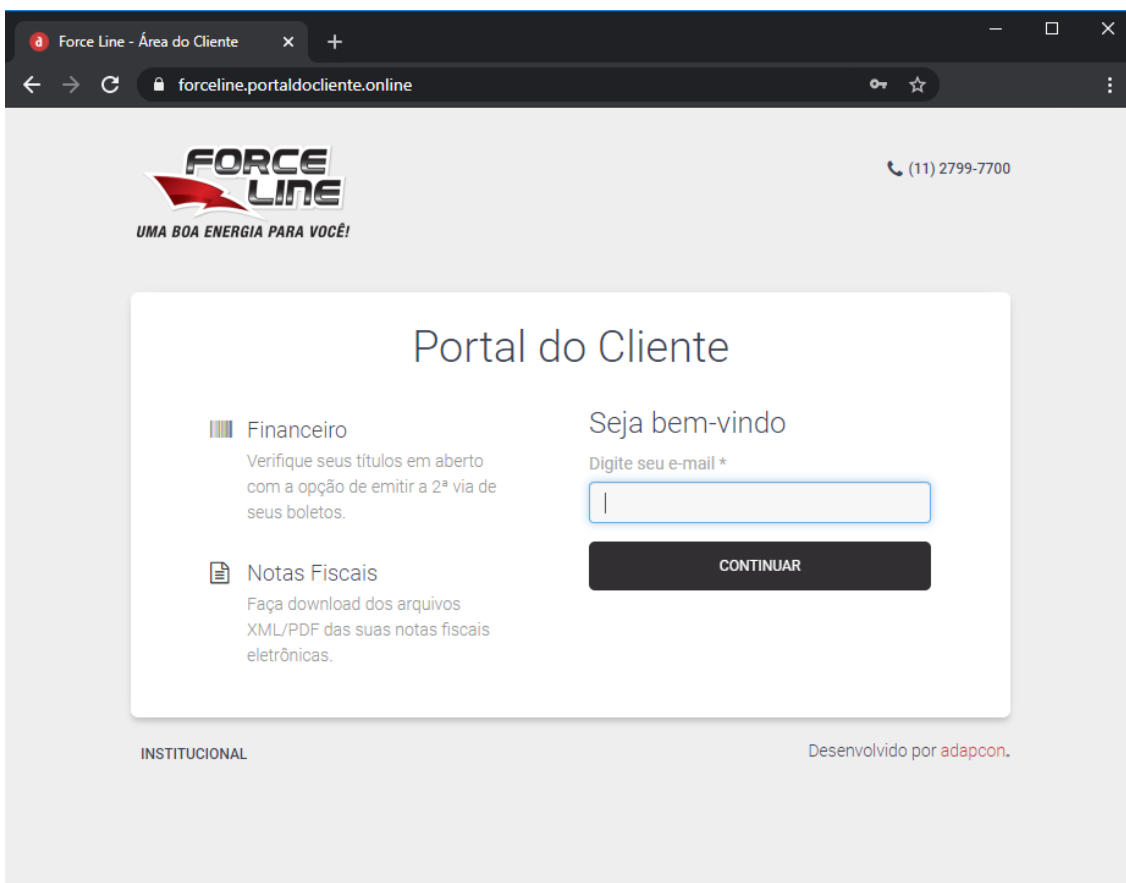 Force Line - Área do Cliente
forceline.portaldocliente.online
FORCE
LINE
UMA BOA ENERGIA PARA VOCÊ!
(11) 2799-7700
Portal do Cliente
Financeiro
Verifique seus títulos em aberto
com a opção de emitir a 2ª via de
seus boletos.
Notas Fiscais
Faça download dos arquivos
XML/PDF das suas notas fiscais
eletrônicas.
Seja bem-vindo
Digite seu e-mail *
CONTINUAR
INSTITUCIONAL
Desenvolvido por adapcon.